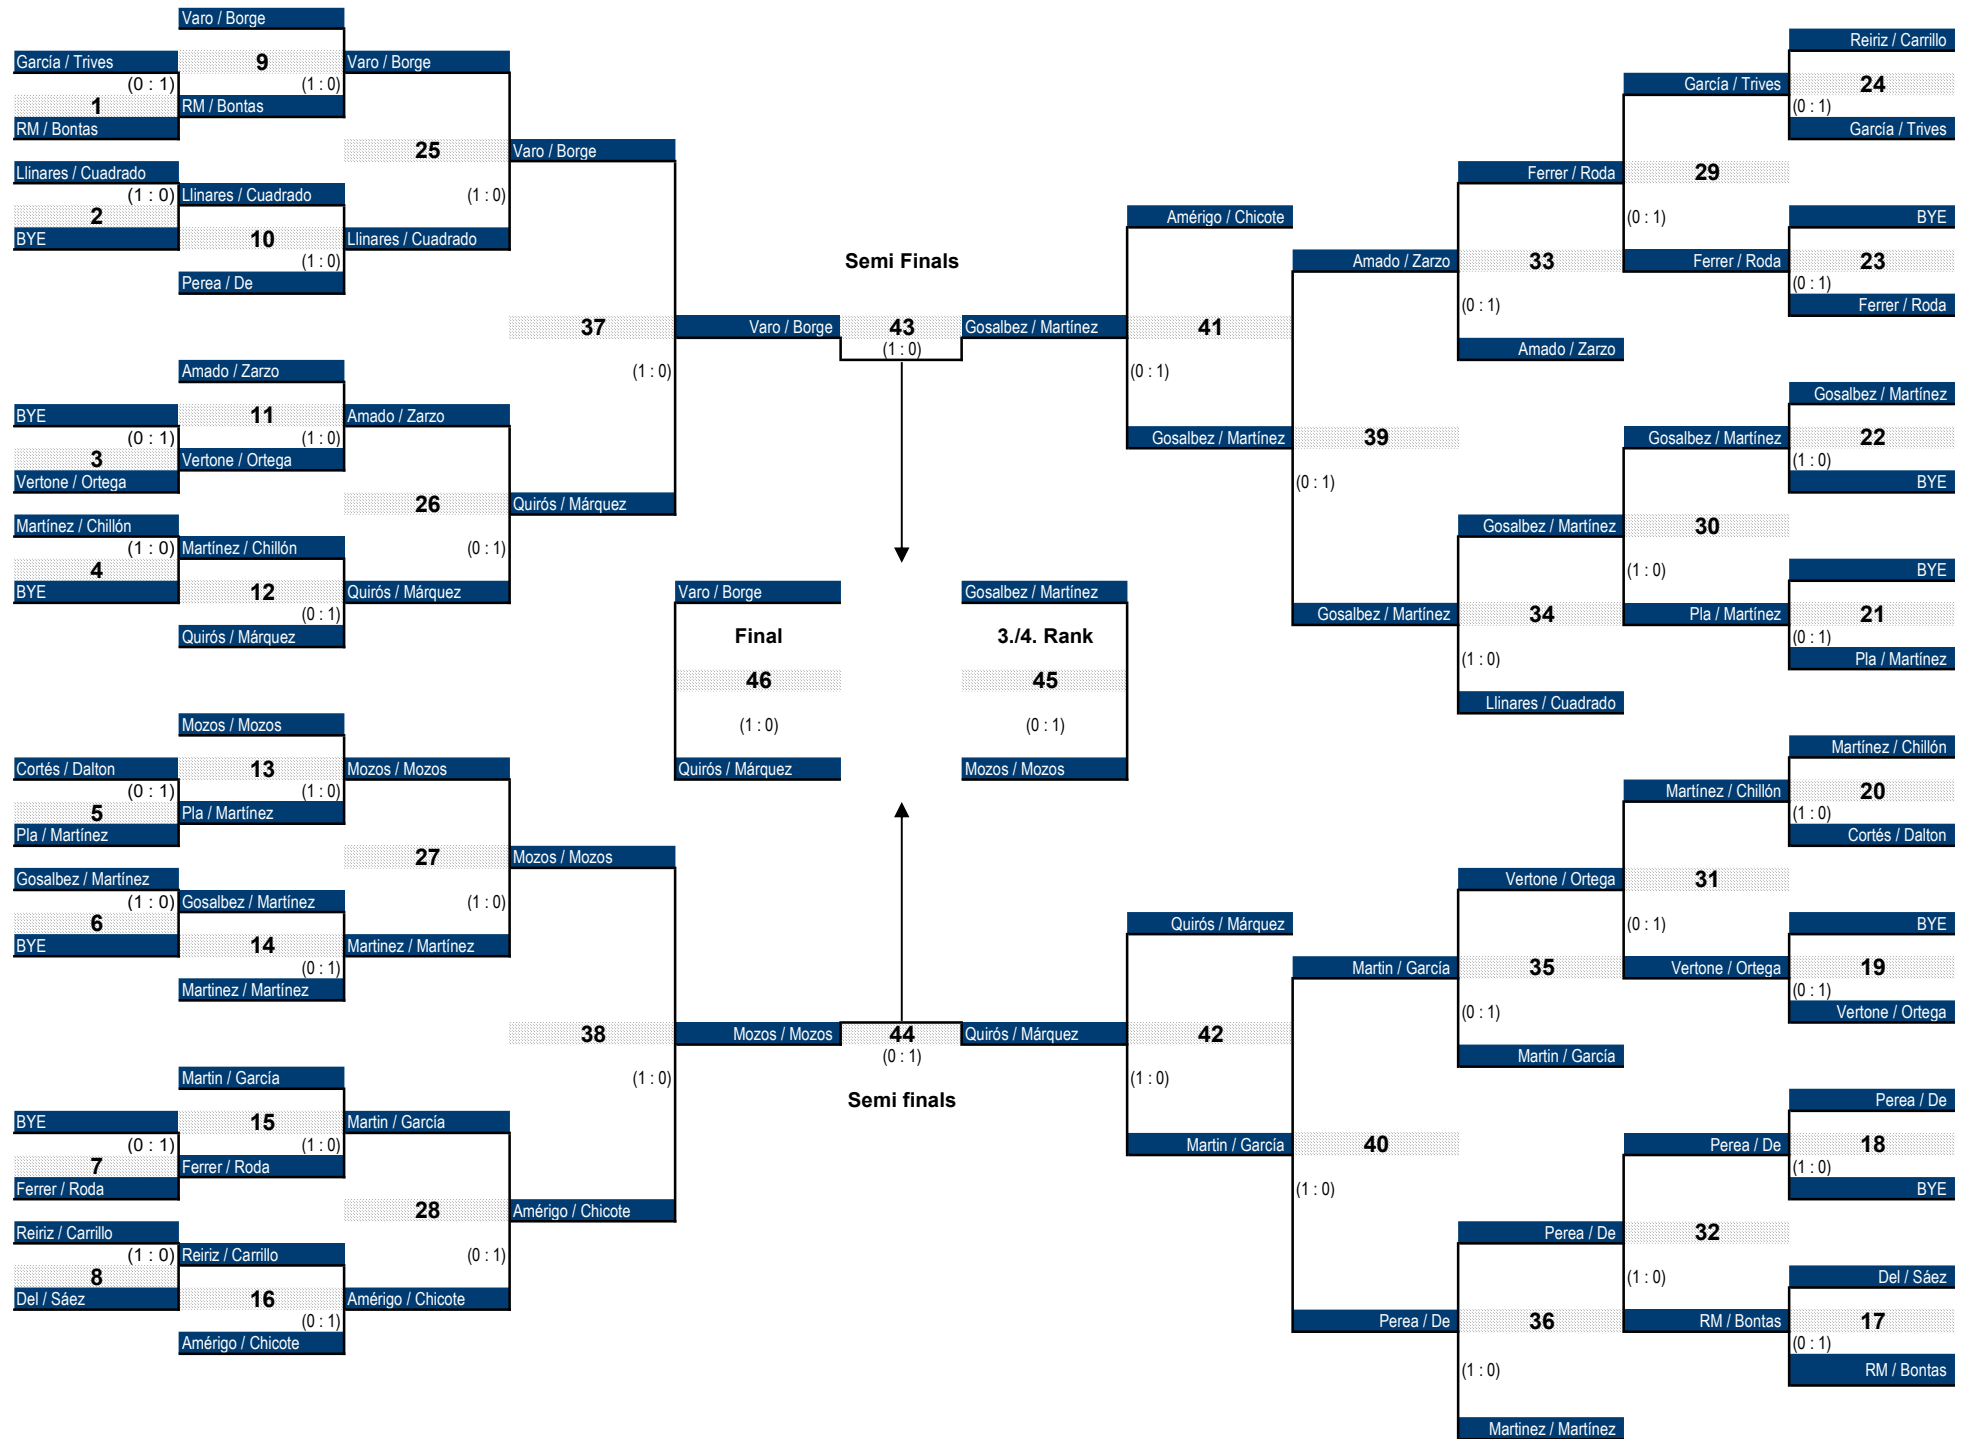 Varo / Borge
Reiriz / Carrillo
García / Trives
9
Varo / Borge
García / Trives
24
(0 : 1)
(1 : 0)
(0 : 1)
1
RM / Bontas
RM / Bontas
García / Trives
25
Varo / Borge
Llinares / Cuadrado
Ferrer / Roda
29
(1 : 0)
Llinares / Cuadrado
(1 : 0)
2
Amérigo / Chicote
(0 : 1)
BYE
BYE
10
Llinares / Cuadrado
(1 : 0)
Semi Finals
Amado / Zarzo
33
Ferrer / Roda
23
(0 : 1)
Perea / De
(0 : 1)
Ferrer / Roda
37
Varo / Borge
43
Gosalbez / Martínez
41
(1 : 0)
Amado / Zarzo
Amado / Zarzo
(1 : 0)
(0 : 1)
Gosalbez / Martínez
BYE
11
Amado / Zarzo
(0 : 1)
(1 : 0)
Gosalbez / Martínez
39
Gosalbez / Martínez
22
3
Vertone / Ortega
(1 : 0)
Vertone / Ortega
(0 : 1)
BYE
26
Quirós / Márquez
Martínez / Chillón
Gosalbez / Martínez
30
(1 : 0)
Martínez / Chillón
(0 : 1)
4
(1 : 0)
BYE
BYE
12
Quirós / Márquez
Varo / Borge
Gosalbez / Martínez
(0 : 1)
Gosalbez / Martínez
34
Pla / Martínez
21
Quirós / Márquez
Final
3./4. Rank
(0 : 1)
(1 : 0)
Pla / Martínez
46
45
Llinares / Cuadrado
Mozos / Mozos
(1 : 0)
(0 : 1)
Martínez / Chillón
Cortés / Dalton
13
Mozos / Mozos
Quirós / Márquez
Mozos / Mozos
(0 : 1)
(1 : 0)
Martínez / Chillón
20
5
Pla / Martínez
(1 : 0)
Pla / Martínez
Cortés / Dalton
27
Mozos / Mozos
Gosalbez / Martínez
Vertone / Ortega
31
(1 : 0)
Gosalbez / Martínez
(1 : 0)
6
Quirós / Márquez
(0 : 1)
BYE
BYE
14
Martinez / Martínez
(0 : 1)
Martin / García
35
Vertone / Ortega
19
Martinez / Martínez
(0 : 1)
(0 : 1)
Vertone / Ortega
38
Mozos / Mozos
44
Quirós / Márquez
42
(0 : 1)
Martin / García
Martin / García
(1 : 0)
(1 : 0)
Semi finals
Perea / De
BYE
15
Martin / García
(0 : 1)
(1 : 0)
Martin / García
40
Perea / De
18
7
Ferrer / Roda
(1 : 0)
Ferrer / Roda
(1 : 0)
BYE
28
Amérigo / Chicote
Reiriz / Carrillo
Perea / De
32
(1 : 0)
Reiriz / Carrillo
(0 : 1)
8
(1 : 0)
Del / Sáez
Del / Sáez
16
Amérigo / Chicote
(0 : 1)
Perea / De
36
RM / Bontas
17
Amérigo / Chicote
(0 : 1)
(1 : 0)
RM / Bontas
Martinez / Martínez